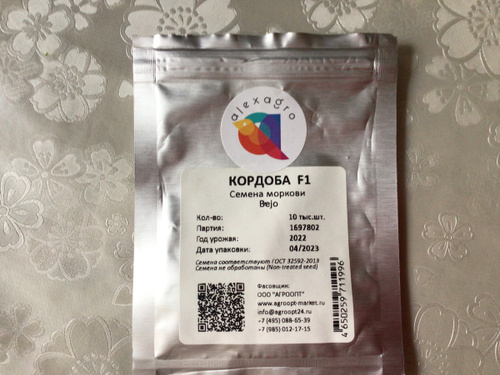 alexagro
КОРДОБА F1
Семена моркови
Bejo
Кол-во: 10 тыс.шт.
Партия: 1697802
Год урожая: 2022
Дата упаковки: 04/2023
Семена соответствуют ГОСТ 32592-2013
Семена не обработаны (Non-treated seed)
Фасовщик:
ООО "АГРООПТ"
www.agroopt-market.ru
info@agroopt24.ru
+7 (495) 088-65-39
+7 (985) 012-17-15
4650259711996